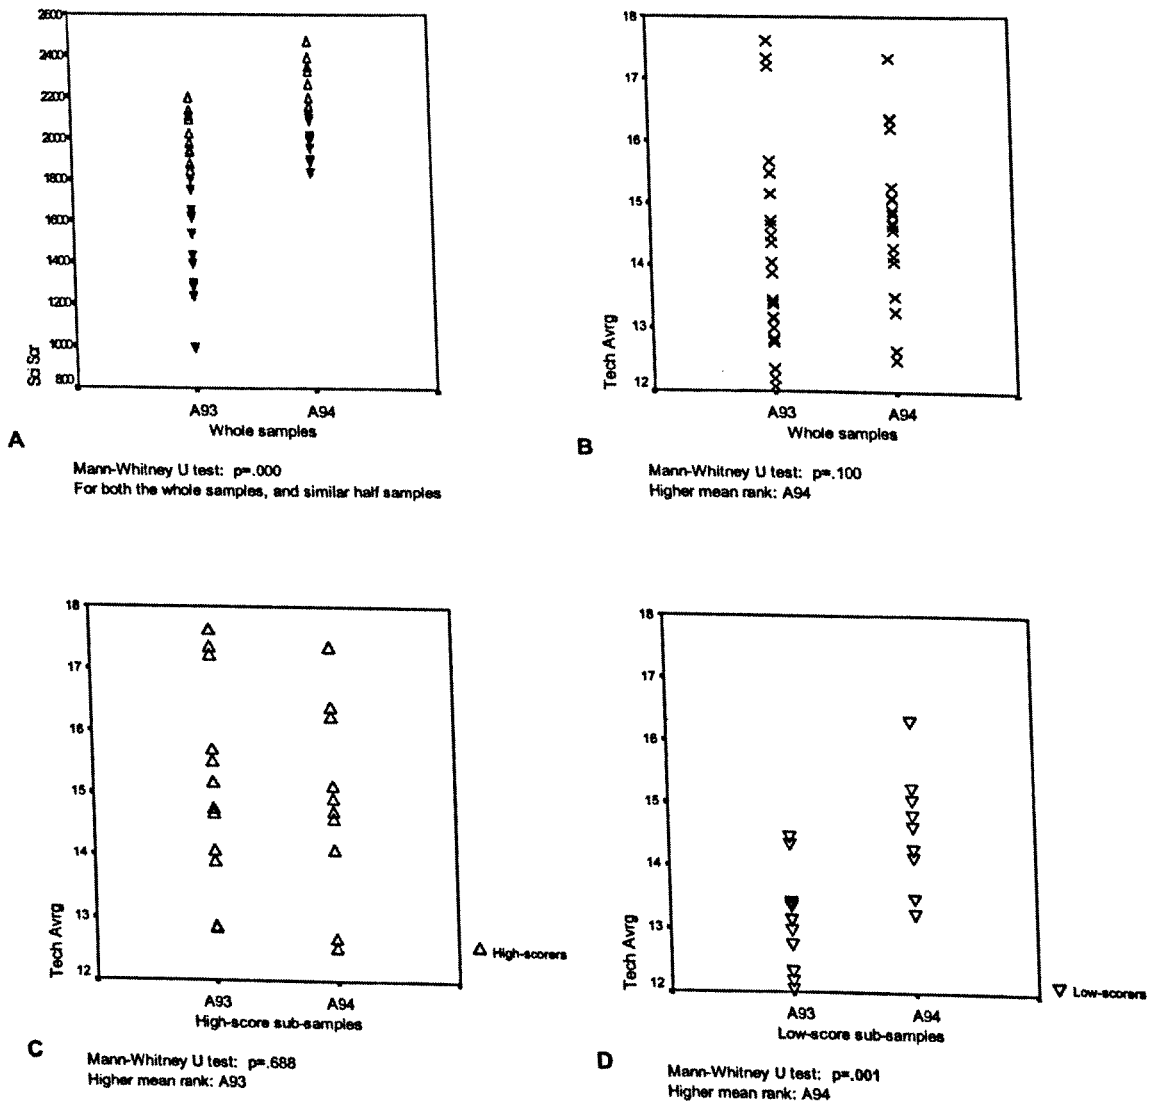 2600
2400
2200
2000
1800
1600
1400
1200
1000
800
Sci Scr
A93 A94
Whole samples
A
Mann-Whitney U test: p=.000
For both the whole samples, and similar half samples
18
17
16
15
14
13
12
Tech Avrg
A93 A94
Whole samples
B
Mann-Whitney U test: p=.100
Higher mean rank: A94
18
17
16
15
14
13
12
Tech Avrg
A93 A94
High-score sub-samples
High-scorers
C
Mann-Whitney U test: p=.688
Higher mean rank: A93
18
17
16
15
14
13
12
Tech Avrg
A93 A94
Low-score sub-samples
Low-scorers
D
Mann-Whitney U test: p=.001
Higher mean rank: A94